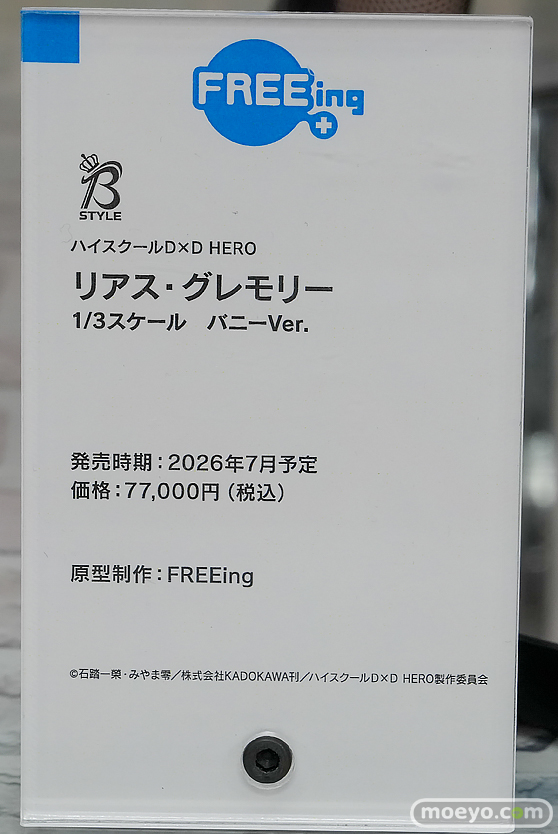 FREEing
B
STYLE
ハイスクールD×D HERO
リアス・グレモリー
1/3スケール　バニーVer.
発売時期：2026年7月予定
価格：77,000円（税込）
原型制作：FREEing
©石踏一榮・みやま零／株式会社KADOKAWA刊／ハイスクールD×D HERO製作委員会
moeyo.com